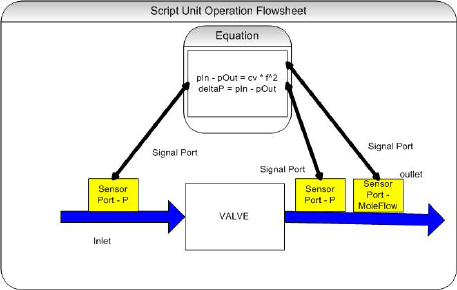 Script Unit Operation Flowsheet
Equation
pIn - pOut = cv * f^2
deltaP = pIn - pOut
Signal Port
Signal Port
Signal Port
outlet
Sensor
Port - P
Sensor
Port - P
Sensor
Port -
MoleFlow
VALVE
Inlet